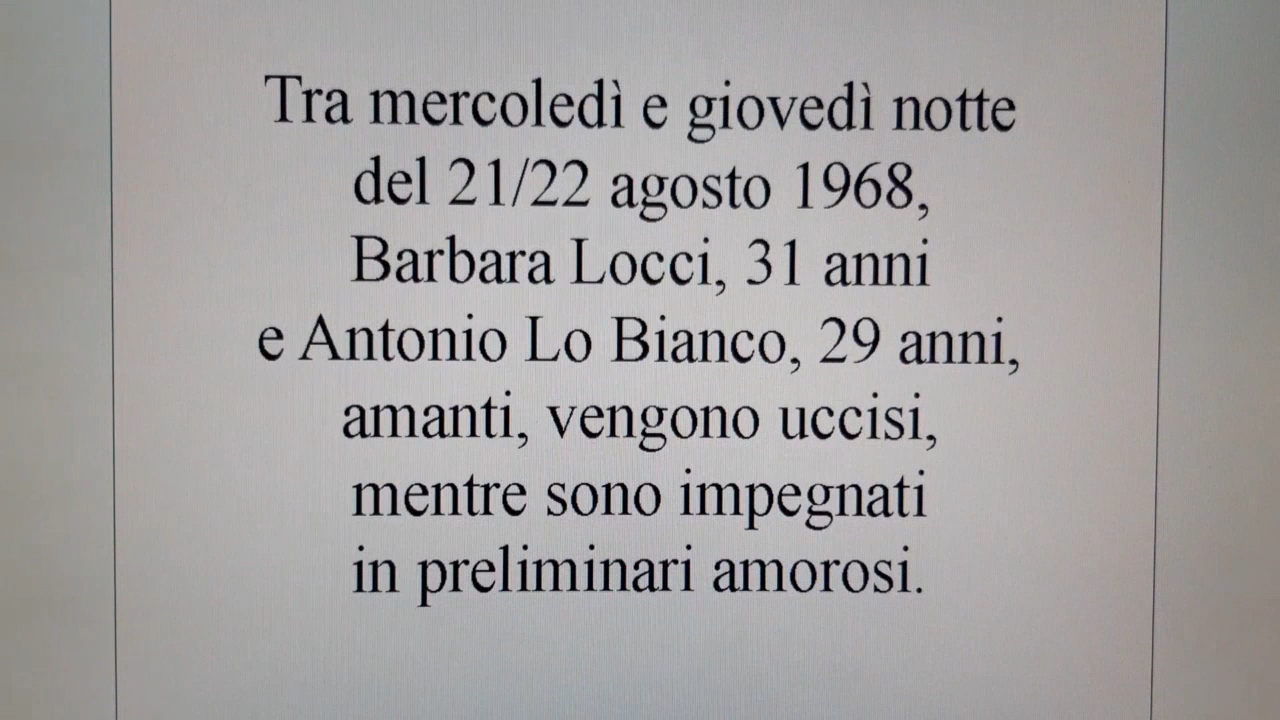 Tra mercoledì e giovedì notte
del 21/22 agosto 1968,
Barbara Locci, 31 anni
e Antonio Lo Bianco, 29 anni,
amanti, vengono uccisi,
mentre sono impegnati
in preliminari amorosi.